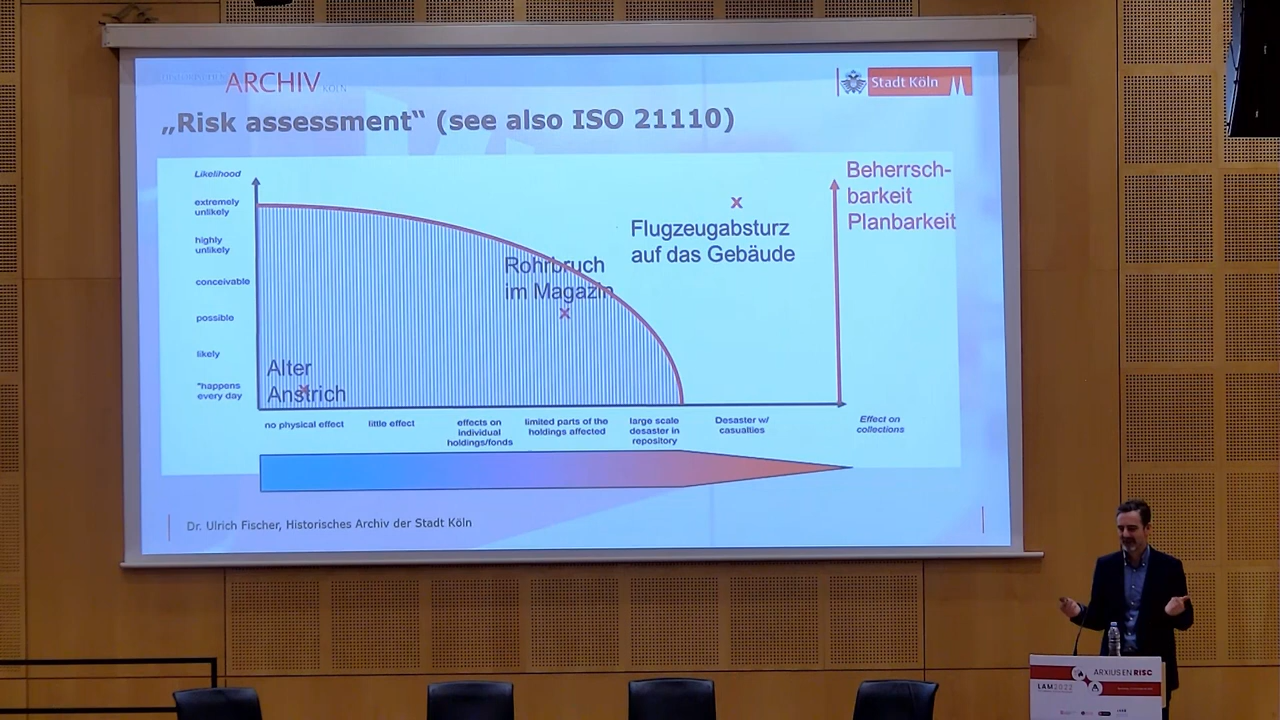 HISTORISCHES ARCHIV KÖLN
Stadt Köln
„Risk assessment“ (see also ISO 21110)
Likelihood
extremely
unlikely
highly
unlikely
conceivable
possible
likely
"happens
every day
Beherrsch-
barkeit
Planbarkeit
x
Flugzeugabsturz
auf das Gebäude
Rohrbruch
im Magazin
x
Alter
Anstrich
x
no physical effect
little effect
effects on
individual
holdings/fonds
limited parts of the
holdings affected
large scale
desaster in
repository
Desaster w/
casualties
Effect on
collections
Dr. Ulrich Fischer, Historisches Archiv der Stadt Köln
ARXIUS EN RISC
LAM2022